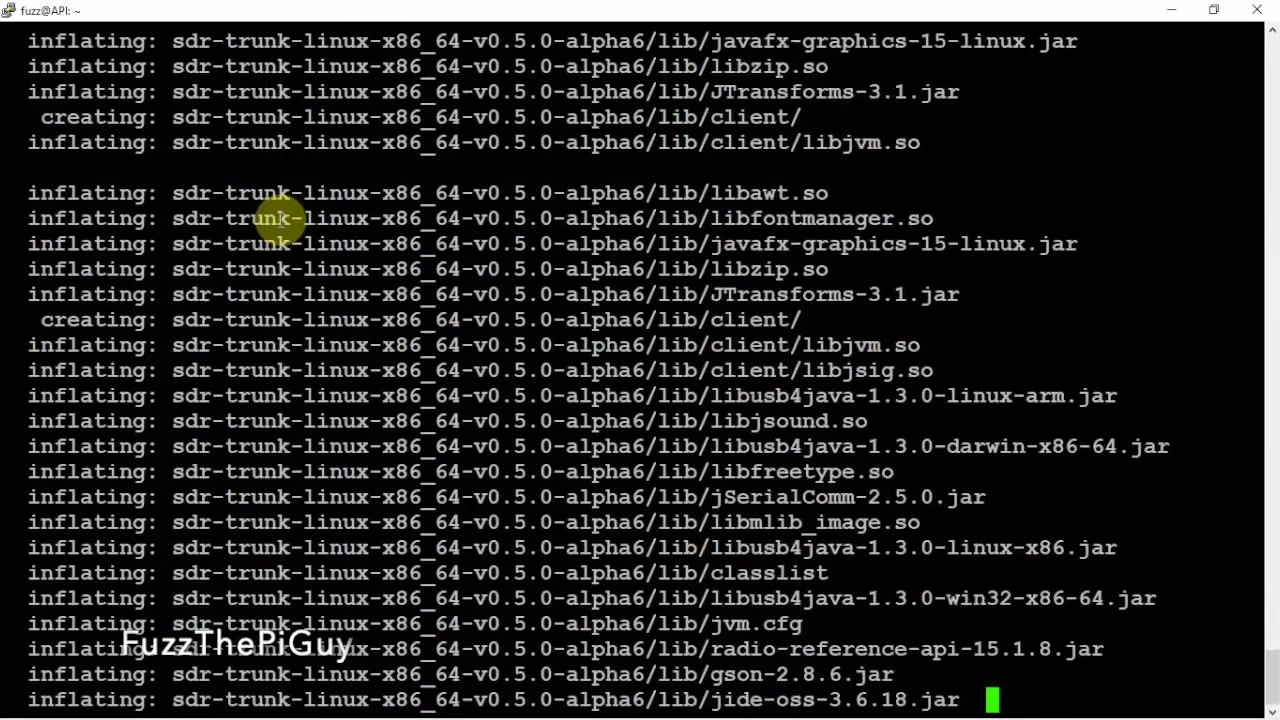 fuzz@API: ~
inflating: sdr-trunk-linux-x86_64-v0.5.0-alpha6/lib/javafx-graphics-15-linux.jar
inflating: sdr-trunk-linux-x86_64-v0.5.0-alpha6/lib/libzip.so
inflating: sdr-trunk-linux-x86_64-v0.5.0-alpha6/lib/JTransforms-3.1.jar
creating: sdr-trunk-linux-x86_64-v0.5.0-alpha6/lib/client/
inflating: sdr-trunk-linux-x86_64-v0.5.0-alpha6/lib/client/libjvm.so
inflating: sdr-trunk-linux-x86_64-v0.5.0-alpha6/lib/libawt.so
inflating: sdr-trunk-linux-x86_64-v0.5.0-alpha6/lib/libfontmanager.so
inflating: sdr-trunk-linux-x86_64-v0.5.0-alpha6/lib/javafx-graphics-15-linux.jar
inflating: sdr-trunk-linux-x86_64-v0.5.0-alpha6/lib/libzip.so
inflating: sdr-trunk-linux-x86_64-v0.5.0-alpha6/lib/JTransforms-3.1.jar
creating: sdr-trunk-linux-x86_64-v0.5.0-alpha6/lib/client/
inflating: sdr-trunk-linux-x86_64-v0.5.0-alpha6/lib/client/libjvm.so
inflating: sdr-trunk-linux-x86_64-v0.5.0-alpha6/lib/client/libjsig.so
inflating: sdr-trunk-linux-x86_64-v0.5.0-alpha6/lib/libusb4java-1.3.0-linux-arm.jar
inflating: sdr-trunk-linux-x86_64-v0.5.0-alpha6/lib/libjsound.so
inflating: sdr-trunk-linux-x86_64-v0.5.0-alpha6/lib/libusb4java-1.3.0-darwin-x86-64.jar
inflating: sdr-trunk-linux-x86_64-v0.5.0-alpha6/lib/libfreetype.so
inflating: sdr-trunk-linux-x86_64-v0.5.0-alpha6/lib/jSerialComm-2.5.0.jar
inflating: sdr-trunk-linux-x86_64-v0.5.0-alpha6/lib/libmlib_image.so
inflating: sdr-trunk-linux-x86_64-v0.5.0-alpha6/lib/libusb4java-1.3.0-linux-x86.jar
inflating: sdr-trunk-linux-x86_64-v0.5.0-alpha6/lib/classlist
inflating: sdr-trunk-linux-x86_64-v0.5.0-alpha6/lib/libusb4java-1.3.0-win32-x86-64.jar
inflating: sdr-trunk-linux-x86_64-v0.5.0-alpha6/lib/jvm.cfg
FuzzThePiGuy
inflating: sdr-trunk-linux-x86_64-v0.5.0-alpha6/lib/radio-reference-api-15.1.8.jar
inflating: sdr-trunk-linux-x86_64-v0.5.0-alpha6/lib/gson-2.8.6.jar
inflating: sdr-trunk-linux-x86_64-v0.5.0-alpha6/lib/jide-oss-3.6.18.jar